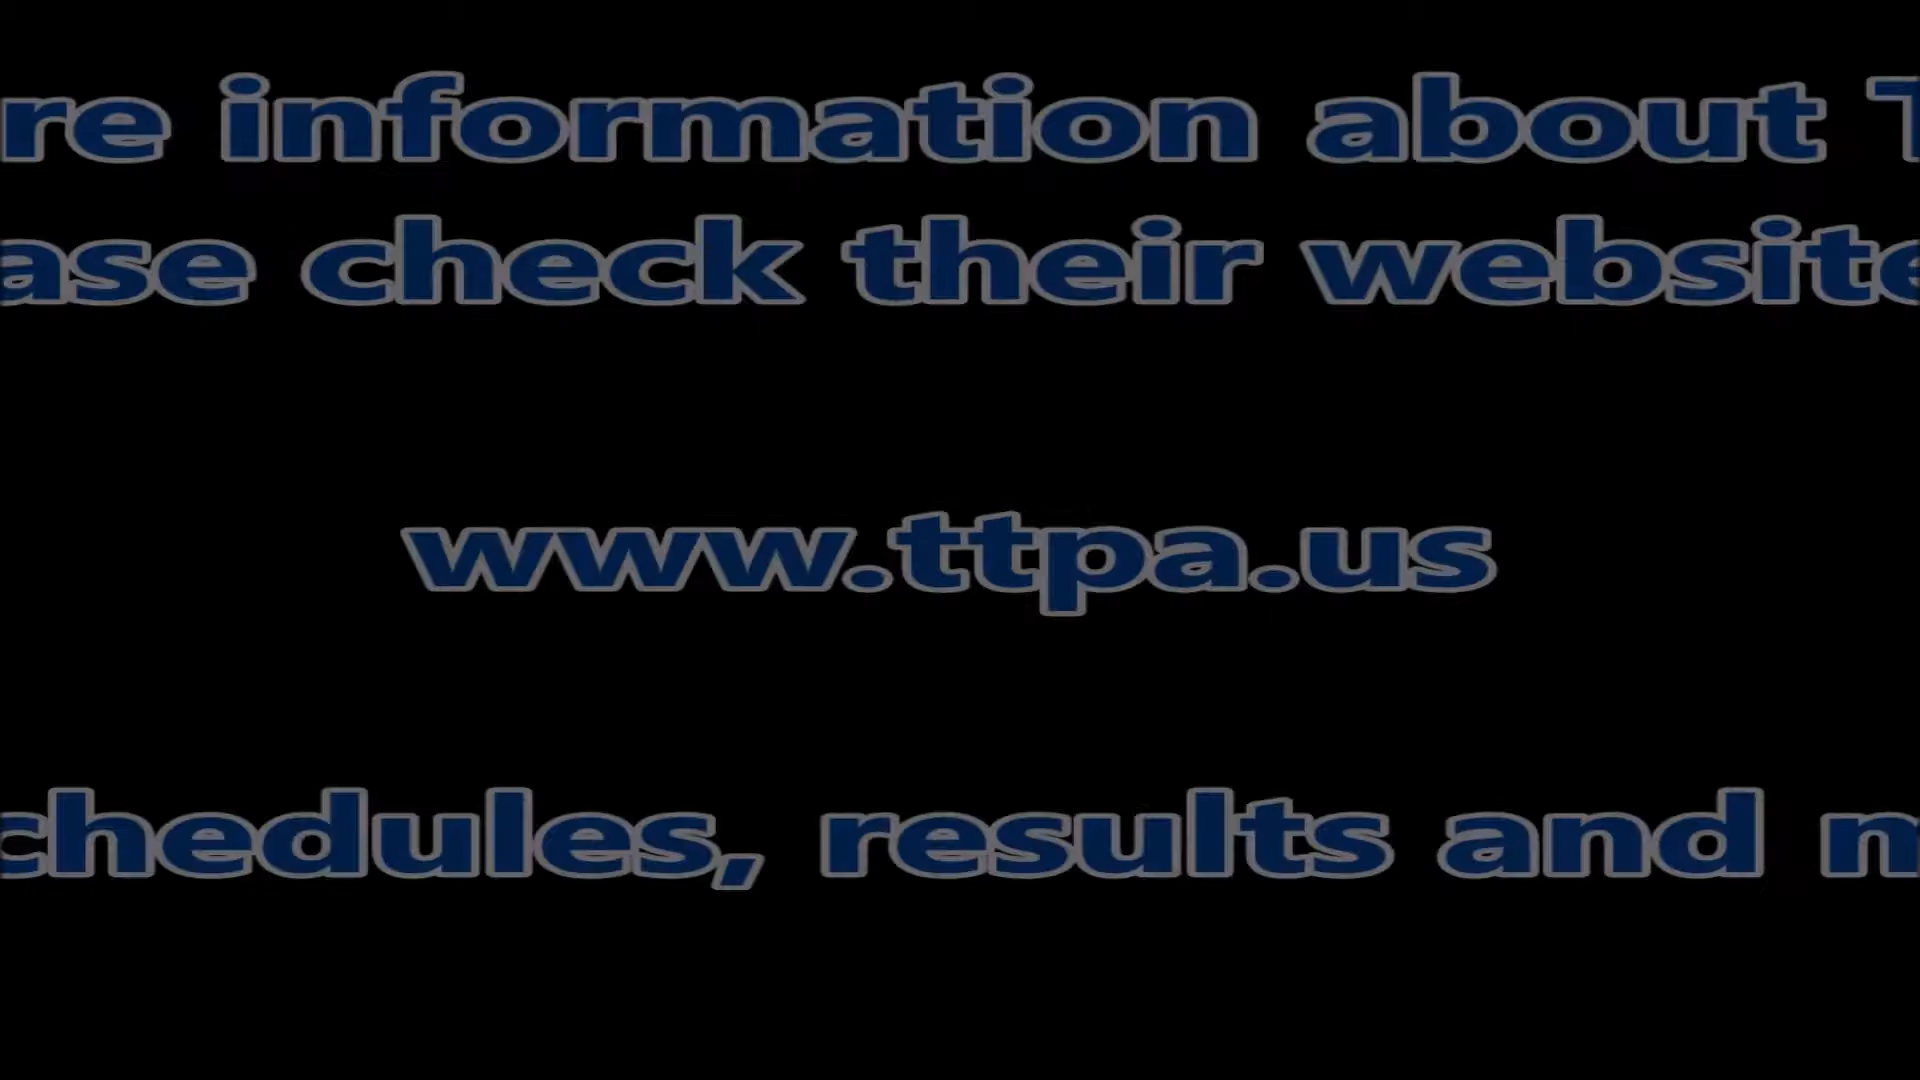 re information about T
ase check their website
www.ttpa.us
chedules, results and m